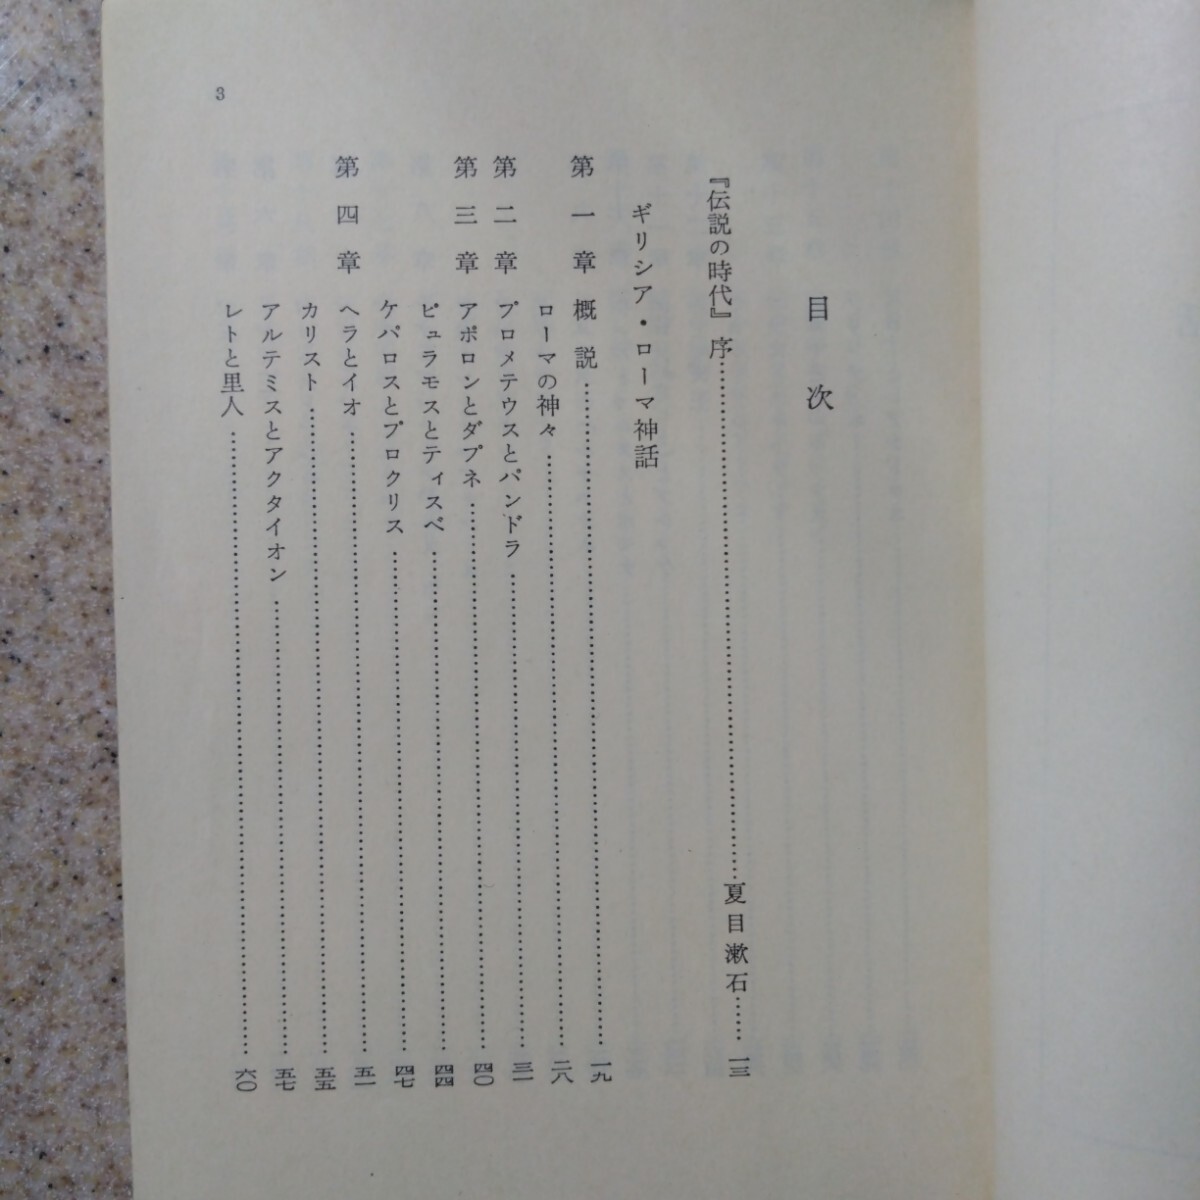 目次
『伝説の時代』序……………夏目漱石……一三
ギリシア・ローマ神話
第一章 概説……………一九
ローマの神々……………二八
第二章 プロメテウスとパンドラ……………三一
第三章 アポロンとダプネ……………四〇
ピュラモスとティスベ……………四四
ケパロスとプロクリス……………四七
第四章 ヘラとイオ……………五一
カリスト……………五五
アルテミスとアクタイオン……………五七
レトと里人……………六〇
3